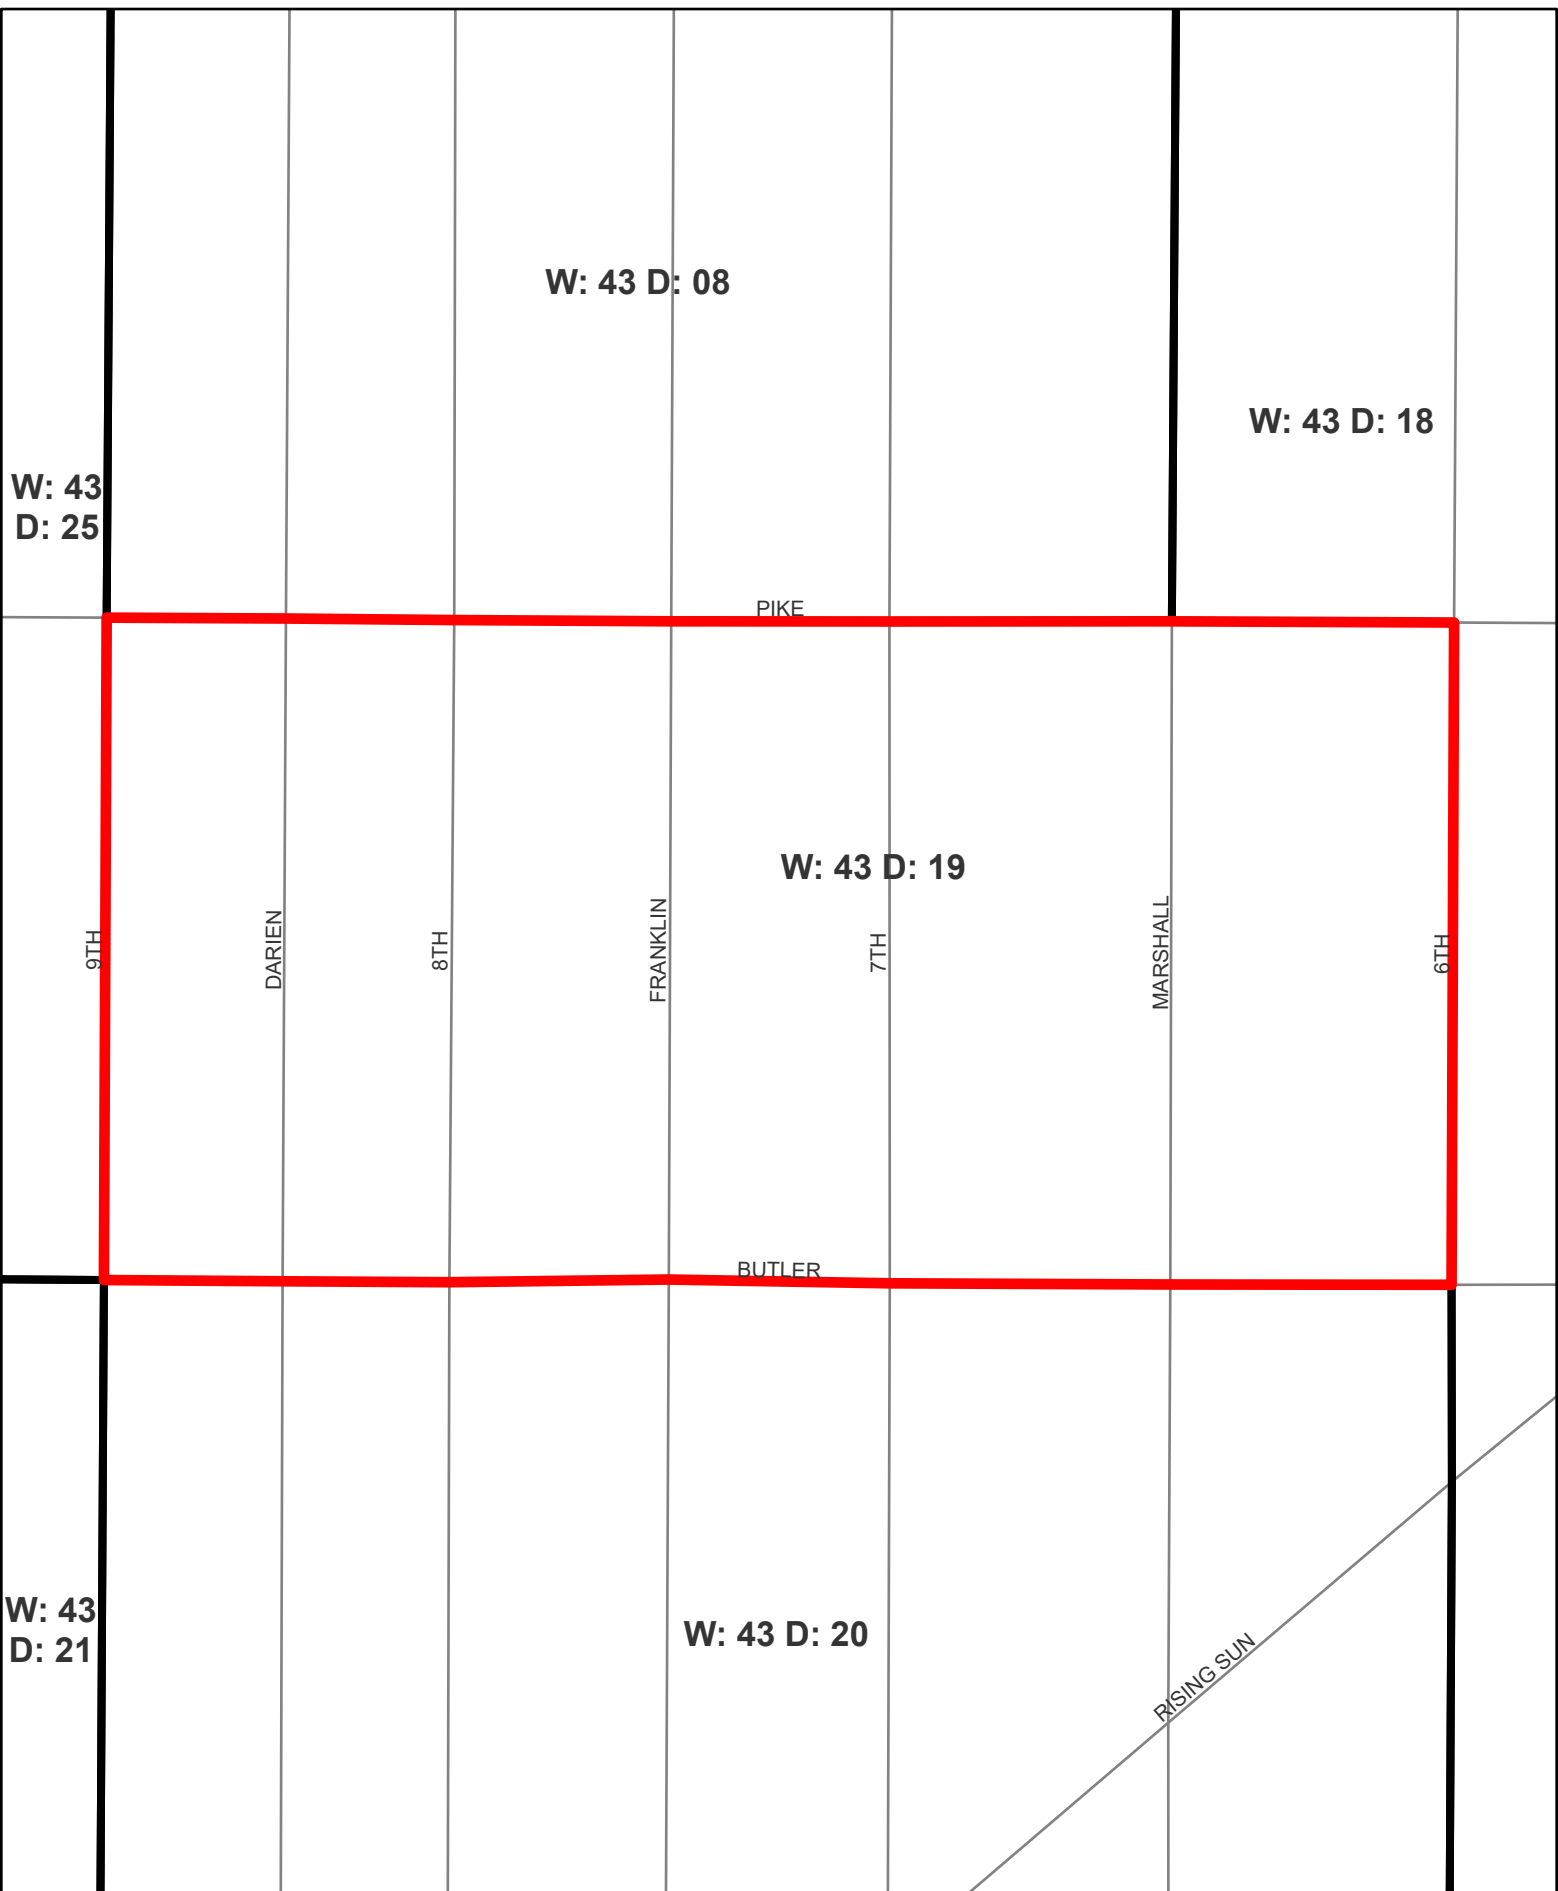 W: 43 D: 08
W: 43 D: 18
W: 43
D: 25
PIKE
W: 43 D: 19
9TH
DARIEN
8TH
FRANKLIN
7TH
MARSHALL
6TH
BUTLER
W: 43
D: 21
W: 43 D: 20
RISING SUN